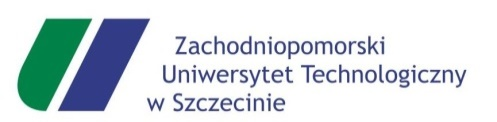 Zachodniopomorski
Uniwersytet Technologiczny
w Szczecinie